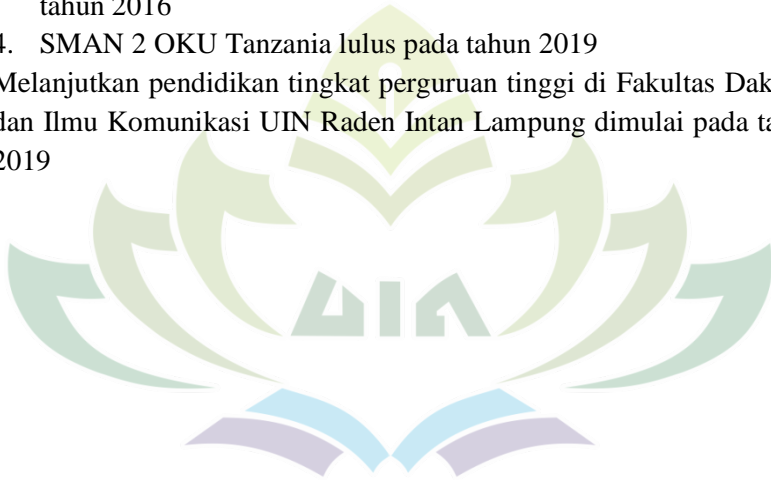 tahun 2016
4. SMAN 2 OKU Tanzania lulus pada tahun 2019
Melanjutkan pendidikan tingkat perguruan tinggi di Fakultas Dak
dan Ilmu Komunikasi UIN Raden Intan Lampung dimulai pada ta
2019
UIN